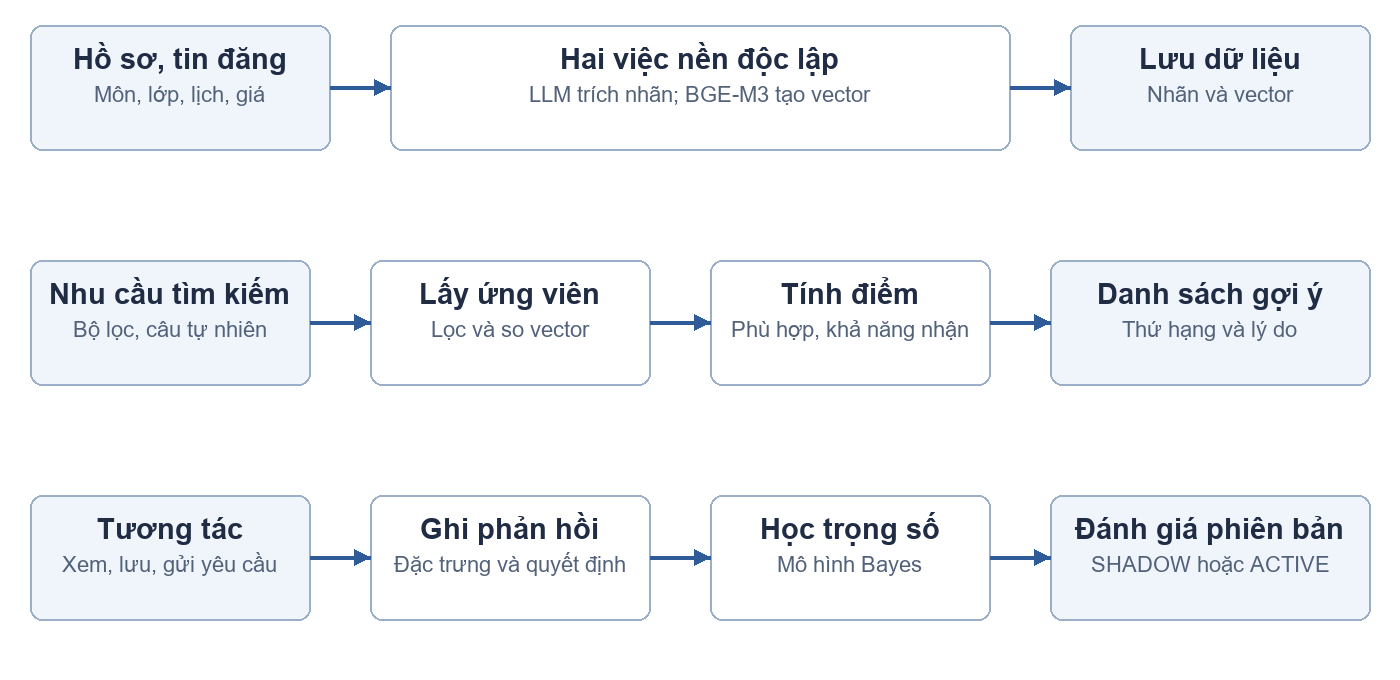 Hồ sơ, tin đăng
Môn, lớp, lịch, giá
Hai việc nền độc lập
LLM trích nhãn; BGE-M3 tạo vector
Lưu dữ liệu
Nhãn và vector
Nhu cầu tìm kiếm
Bộ lọc, câu tự nhiên
Lấy ứng viên
Lọc và so vector
Tính điểm
Phù hợp, khả năng nhận
Danh sách gợi ý
Thứ hạng và lý do
Tương tác
Xem, lưu, gửi yêu cầu
Ghi phản hồi
Đặc trưng và quyết định
Học trọng số
Mô hình Bayes
Đánh giá phiên bản
SHADOW hoặc ACTIVE